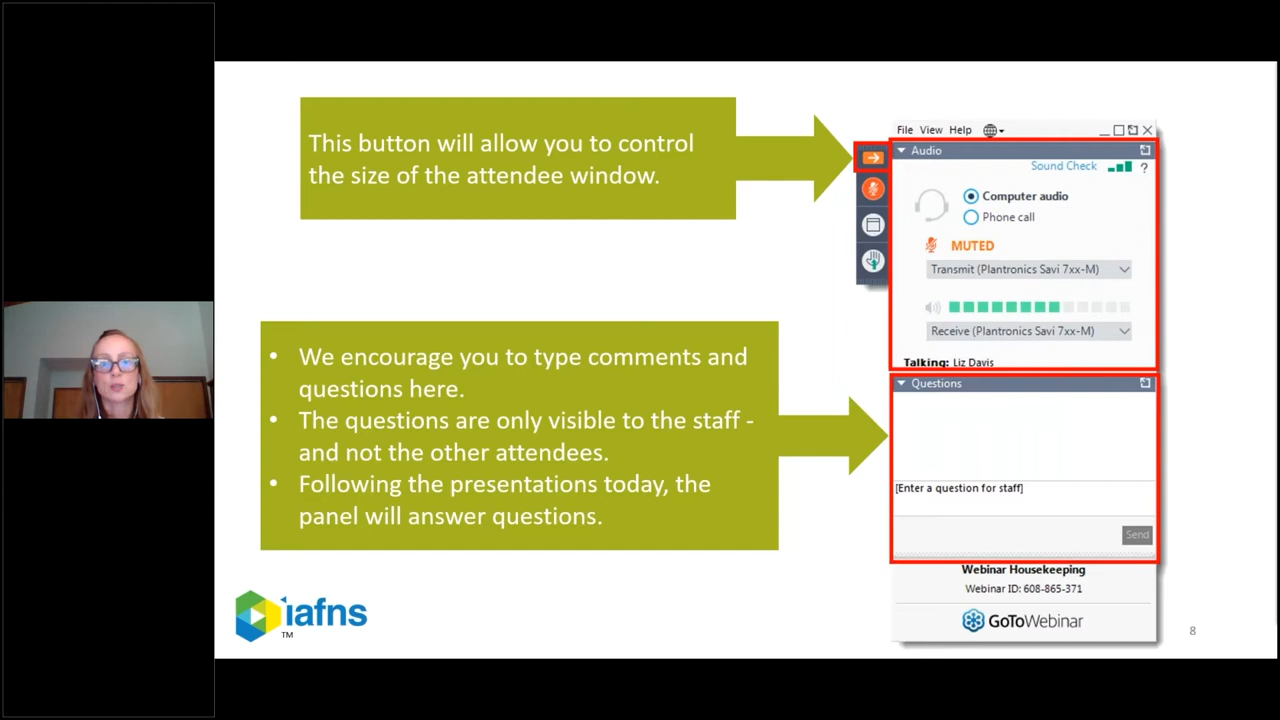 This button will allow you to control
the size of the attendee window.
• We encourage you to type comments and
questions here.
• The questions are only visible to the staff -
and not the other attendees.
• Following the presentations today, the
panel will answer questions.
iafns
TM
File View Help
Audio
Sound Check ?
Computer audio
Phone call
MUTED
Transmit (Plantronics Savi 7xx-M)
Receive (Plantronics Savi 7xx-M)
Talking: Liz Davis
Questions
[Enter a question for staff]
Send
Webinar Housekeeping
Webinar ID: 608-865-371
GoToWebinar
8